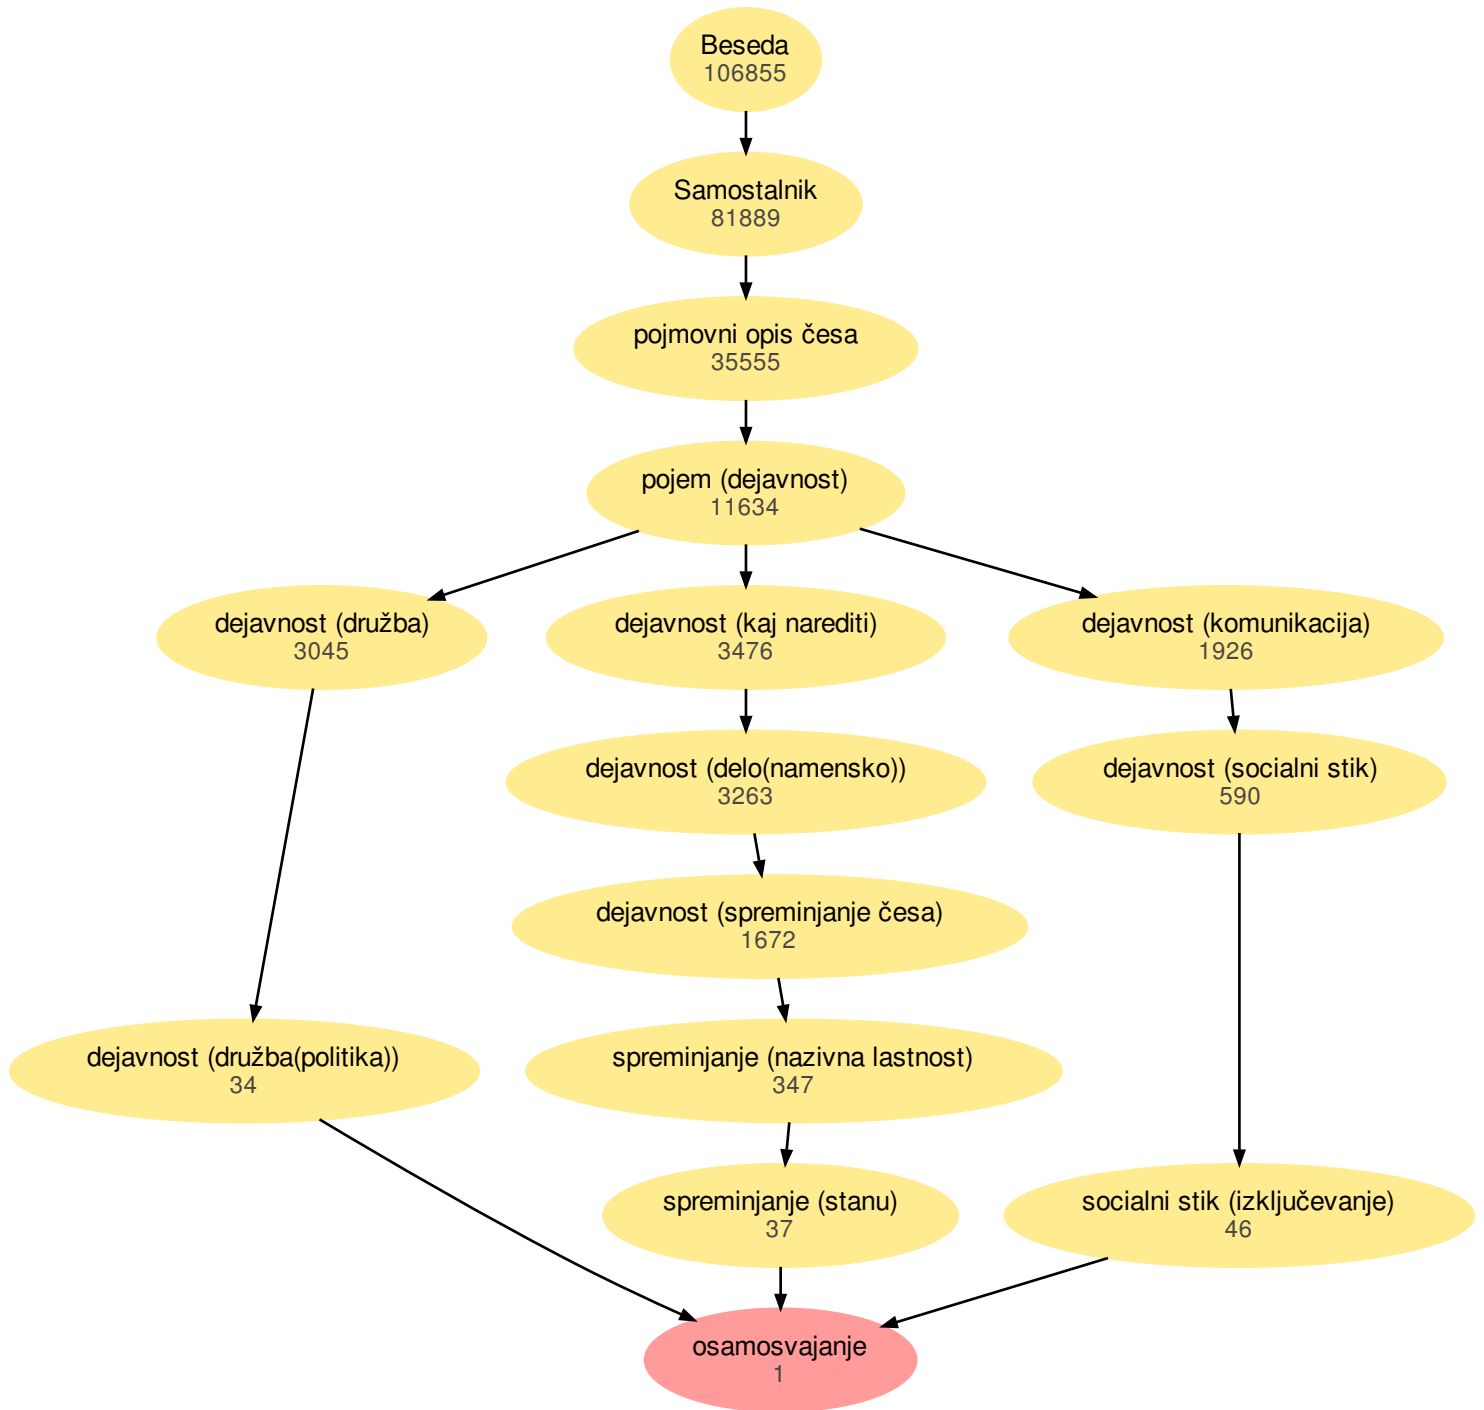 Beseda
106855
Samostalnik
81889
pojmovni opis česa
35555
pojem (dejavnost)
11634
dejavnost (družba)
3045
dejavnost (kaj narediti)
3476
dejavnost (komunikacija)
1926
dejavnost (delo(namensko))
3263
dejavnost (socialni stik)
590
dejavnost (spreminjanje česa)
1672
dejavnost (družba(politika))
34
spreminjanje (nazivna lastnost)
347
spreminjanje (stanu)
37
socialni stik (izključevanje)
46
osamosvajanje
1